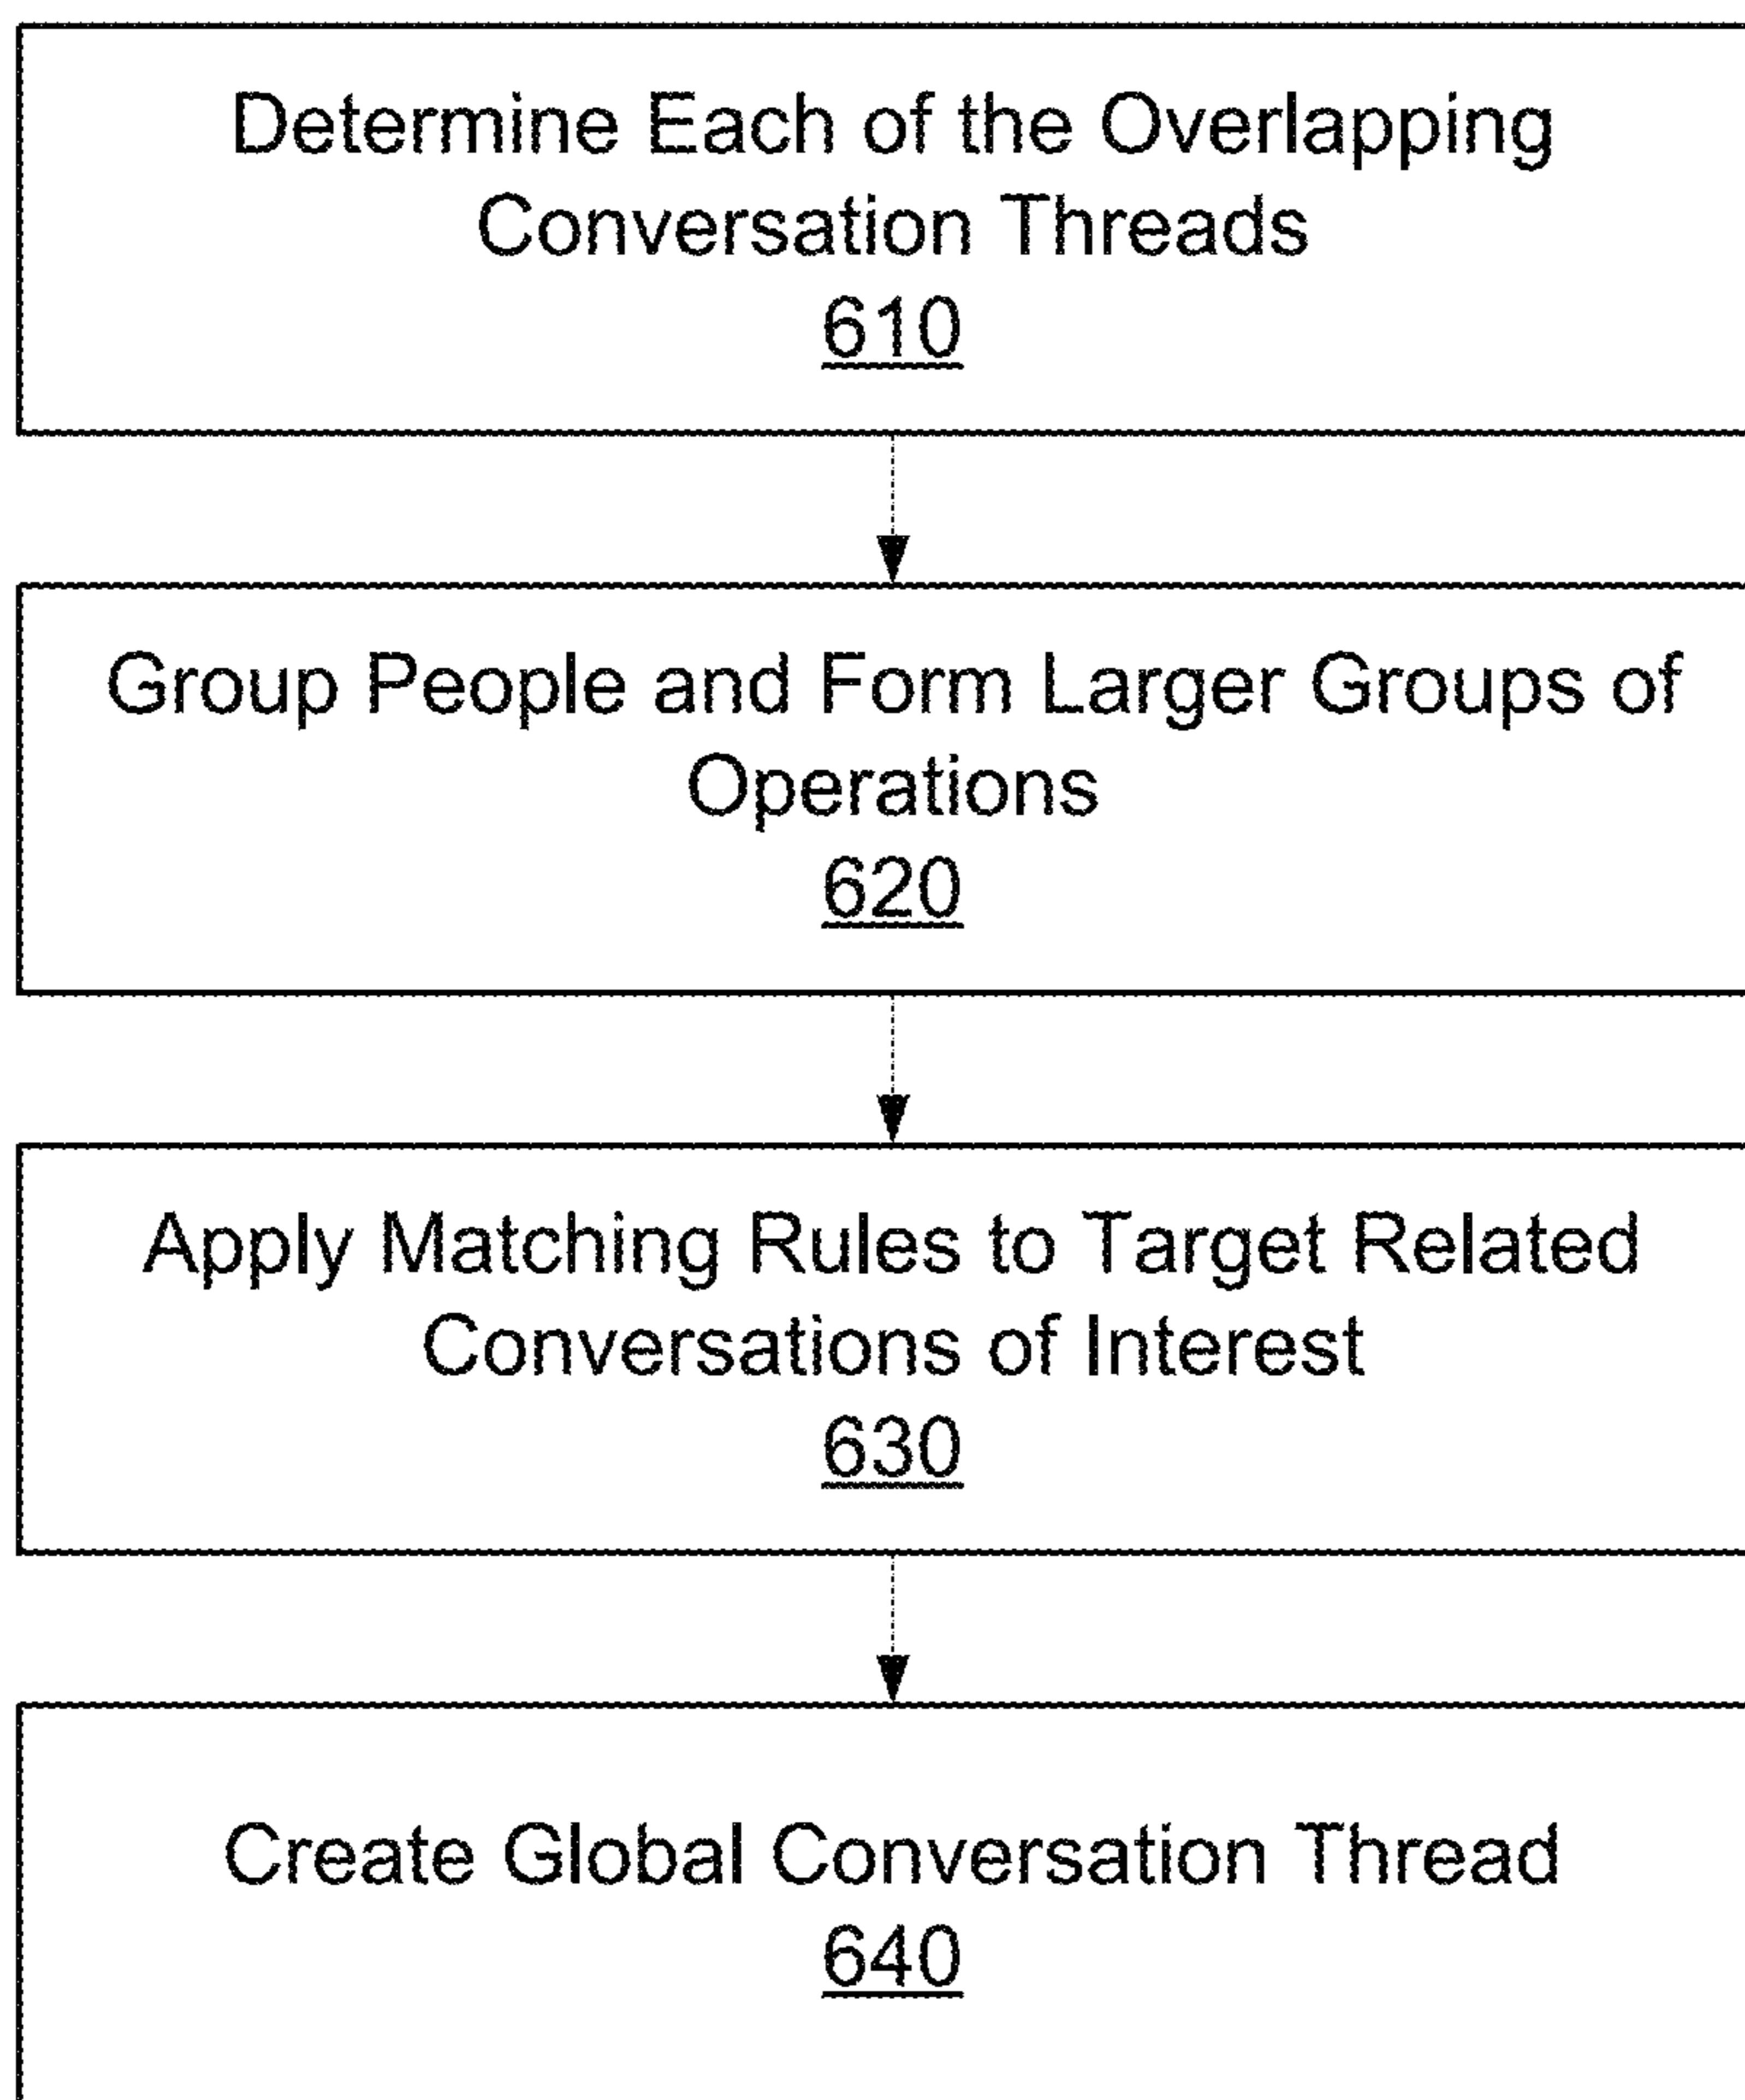 Determine Each of the Overlapping
Conversation Threads
610
Group People and Form Larger Groups of
Operations
620
Apply Matching Rules to Target Related
Conversations of Interest
630
Create Global Conversation Thread
640